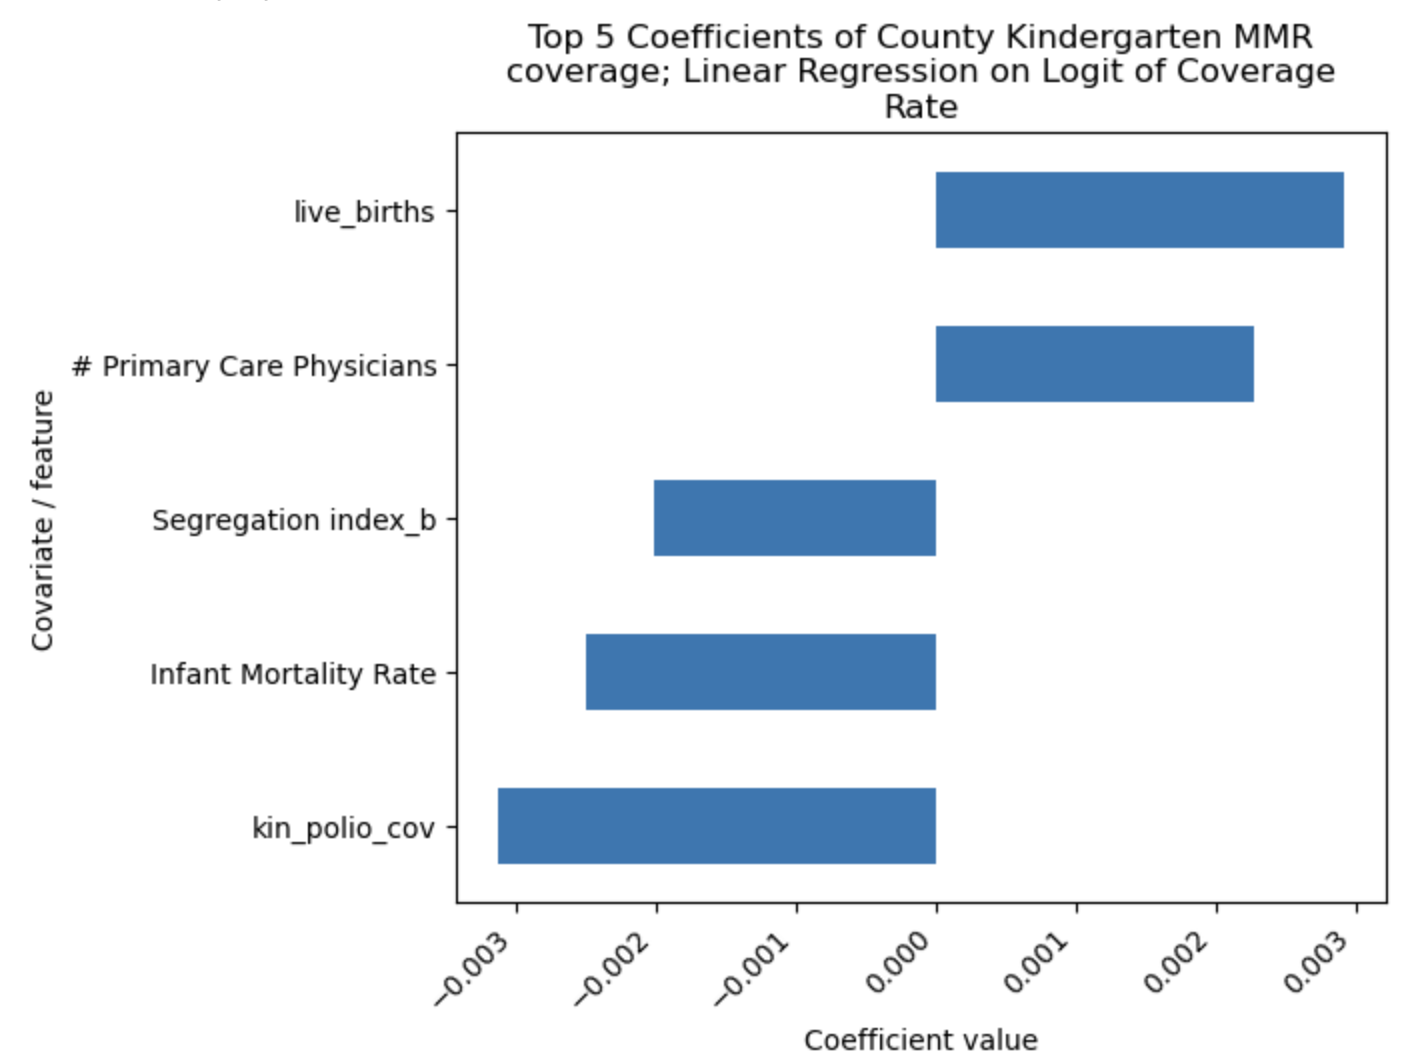 Top 5 Coefficients of County Kindergarten MMR
coverage; Linear Regression on Logit of Coverage
Rate
live_births
# Primary Care Physicians
Segregation index_b
Infant Mortality Rate
kin_polio_cov
Covariate / feature
−0.003
−0.002
−0.001
0.000
0.001
0.002
0.003
Coefficient value